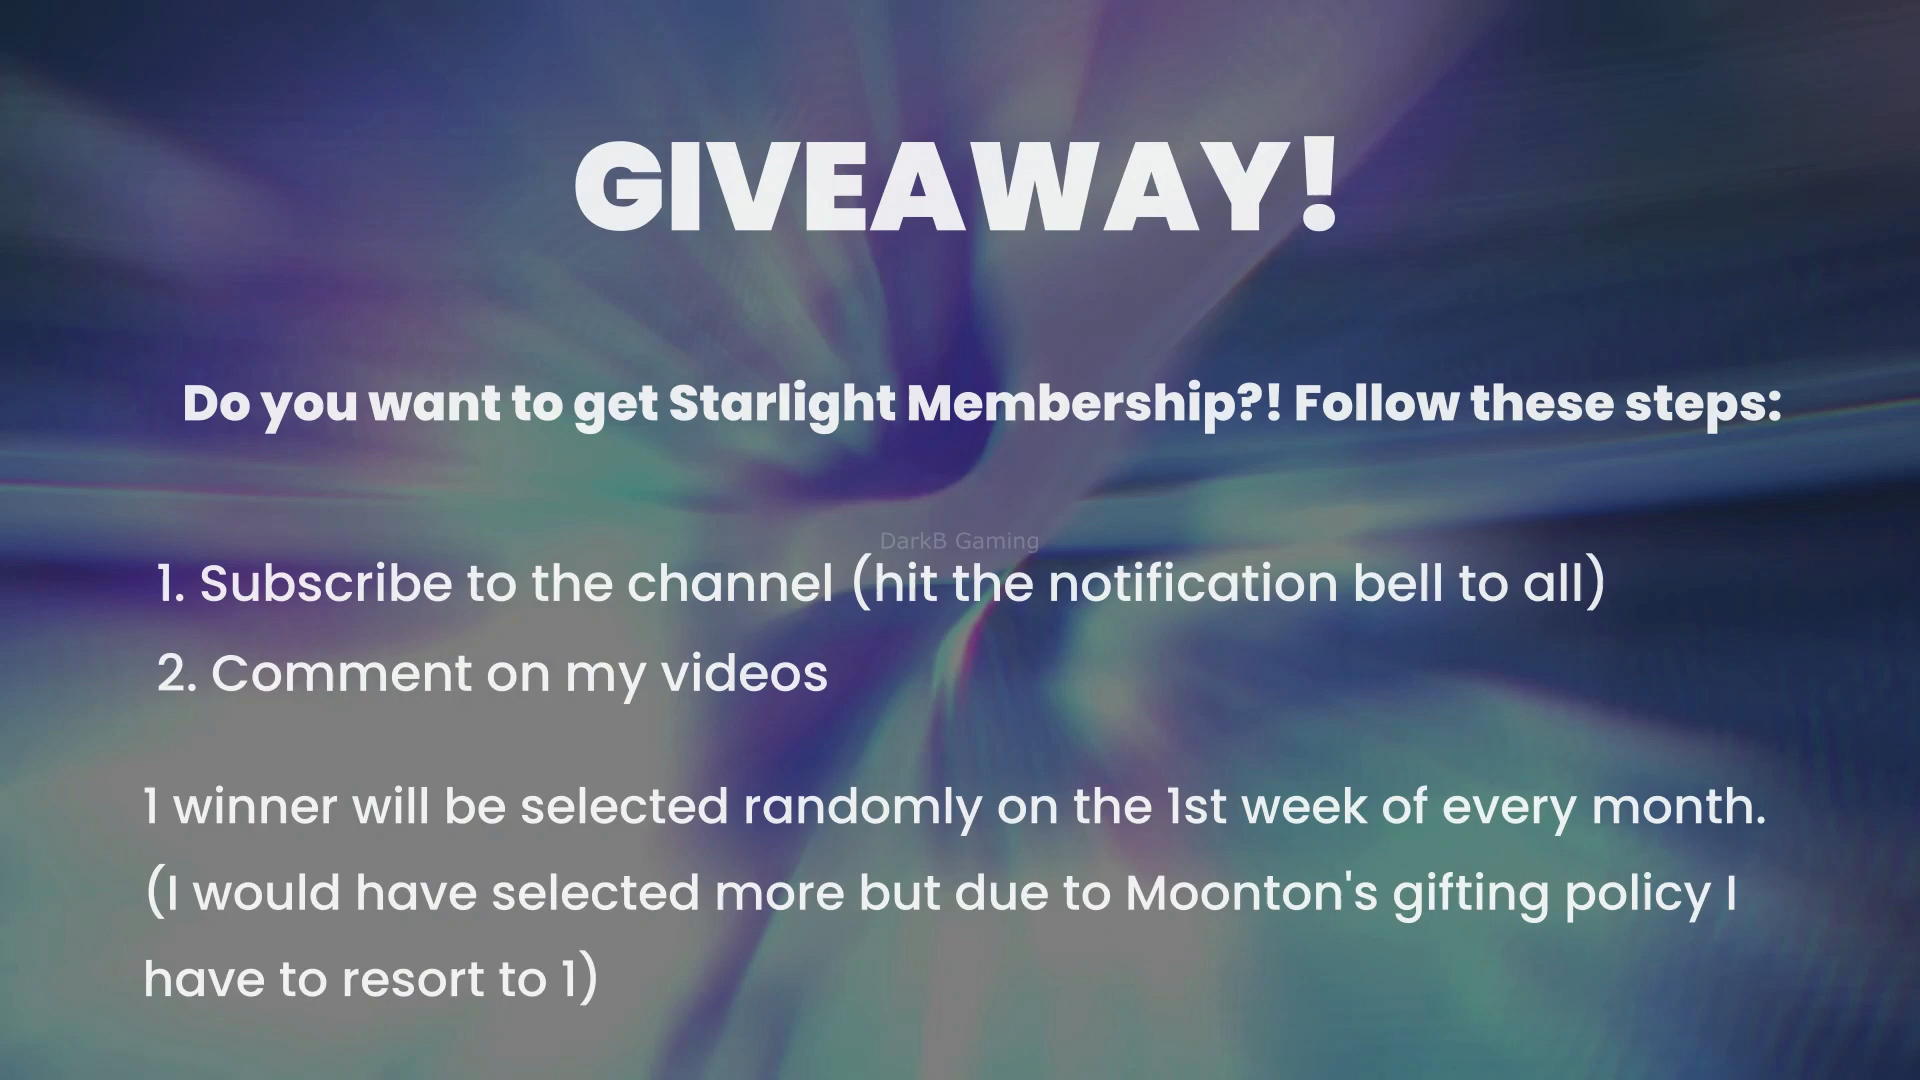 GIVEAWAY!
Do you want to get Starlight Membership?! Follow these steps:
DarkB Gaming
1. Subscribe to the channel (hit the notification bell to all)
2. Comment on my videos
1 winner will be selected randomly on the 1st week of every month.
(I would have selected more but due to Moonton's gifting policy I
have to resort to 1)